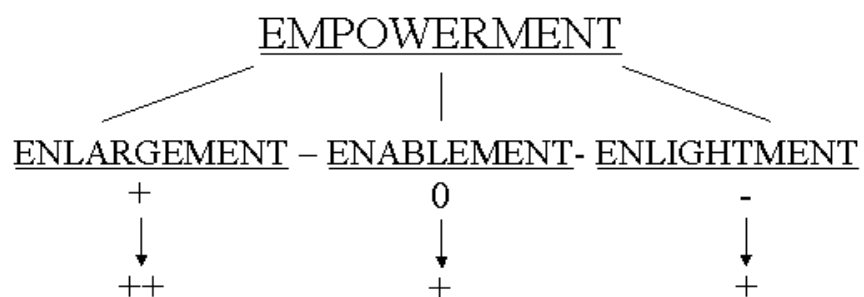 EMPOWERMENT
ENLARGEMENT – ENABLEMENT- ENLIGHTMENT
+ 0 -
++ + +